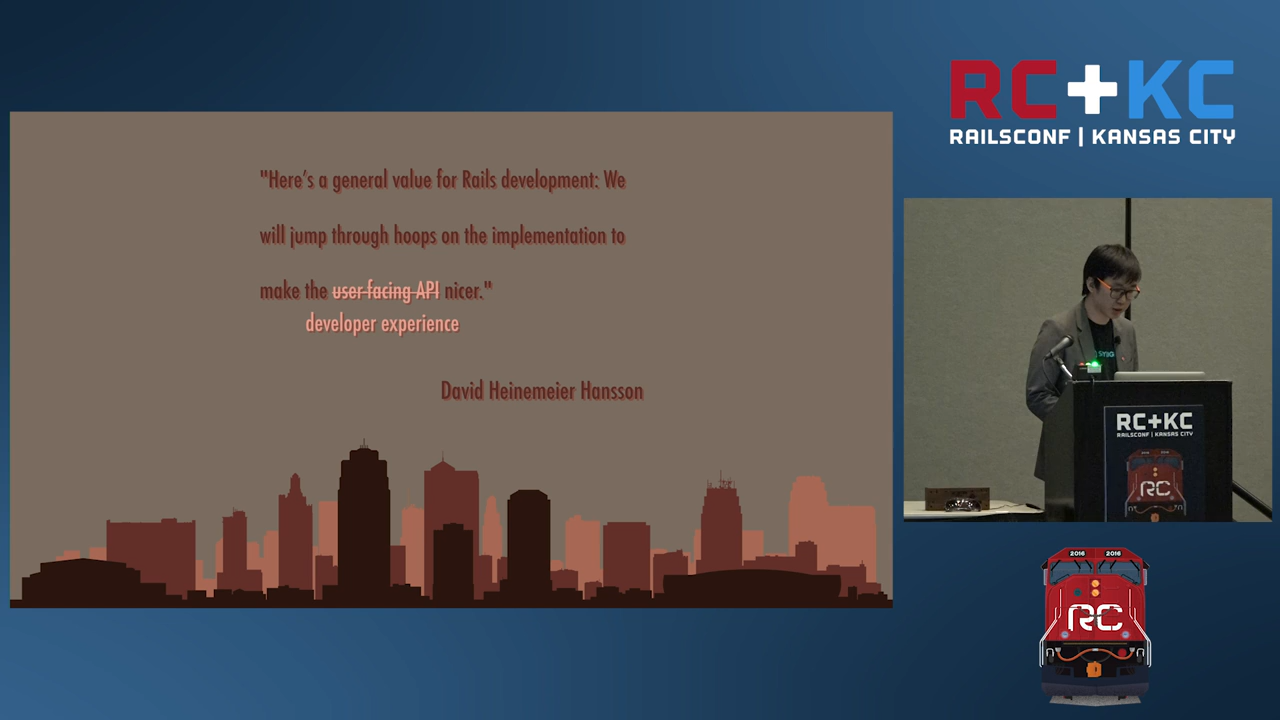 "Here's a general value for Rails development: We
will jump through hoops on the implementation to
make the user facing API nicer."
developer experience
David Heinemeier Hansson
RC+KC
RAILSCONF | KANSAS CITY
RC+KC
RAILSCONF | KANSAS CITY
RC
2016 2016
RC